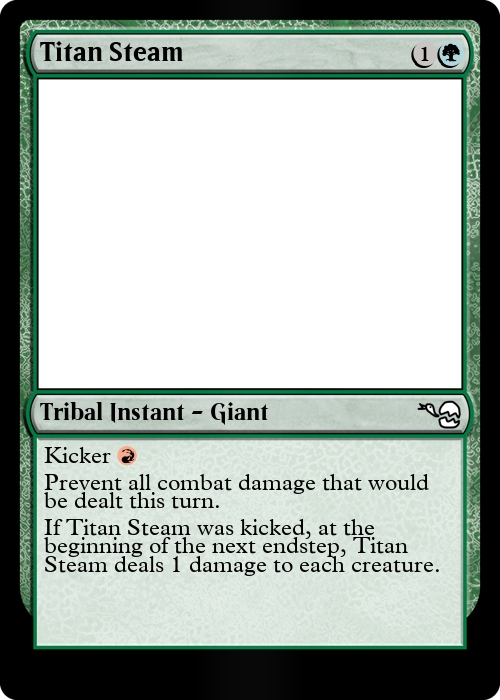 Titan Steam 1
Tribal Instant – Giant
Kicker
Prevent all combat damage that would
be dealt this turn.
If Titan Steam was kicked, at the
beginning of the next endstep, Titan
Steam deals 1 damage to each creature.